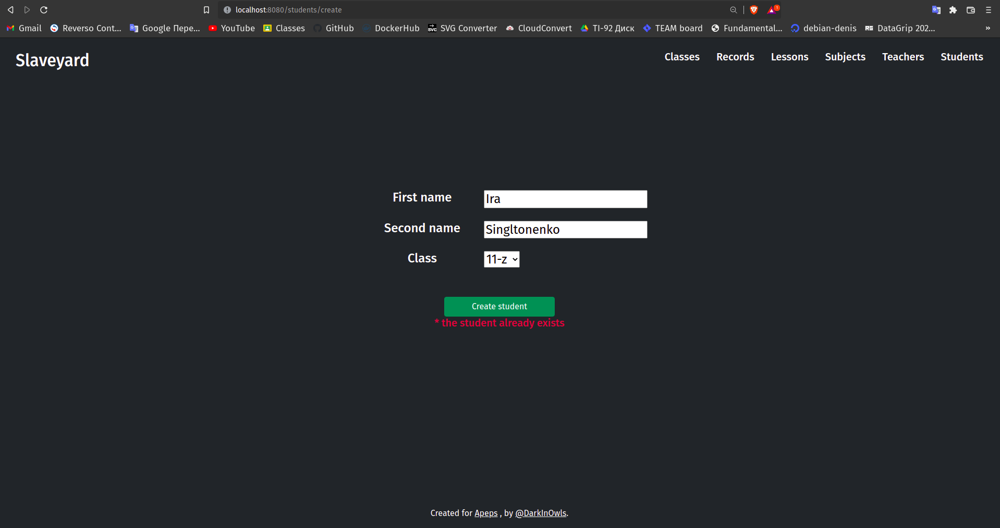 localhost:8080/students/create
1
Gmail Reverso Cont... Google Пере... YouTube Classes GitHub DockerHub SVG SVG Converter CloudConvert TI-92 Диск TEAM board Fundamental... debian-denis DataGrip 202... »
Slaveyard
Classes Records Lessons Subjects Teachers Students
First name Ira
Second name Singltonenko
Class 11-z
Create student
* the student already exists
Created for Apeps , by @DarkInOwls.